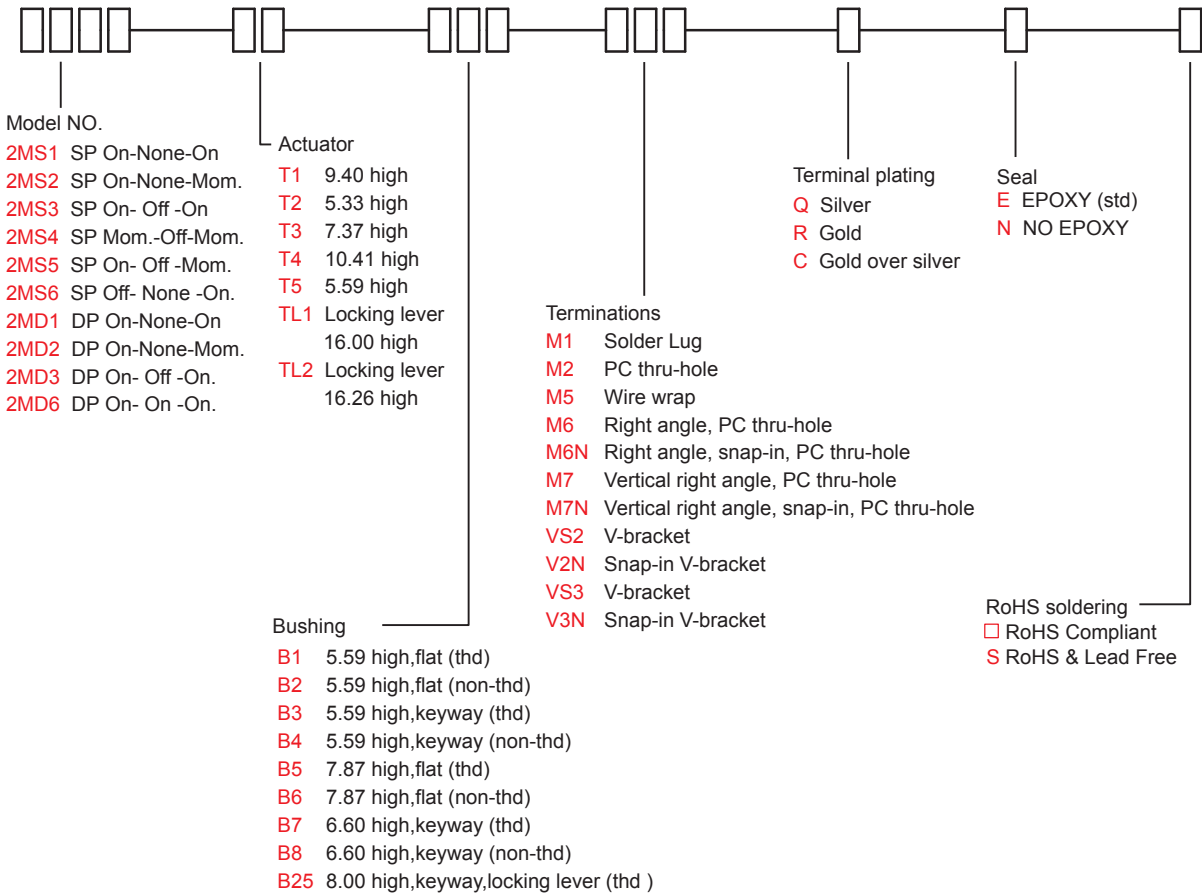 Model NO.
2MS1 SP On-None-On
2MS2 SP On-None-Mom.
2MS3 SP On- Off -On
2MS4 SP Mom.-Off-Mom.
2MS5 SP On- Off -Mom.
2MS6 SP Off- None -On.
2MD1 DP On-None-On
2MD2 DP On-None-Mom.
2MD3 DP On- Off -On.
2MD6 DP On- On -On.
Actuator
T1 9.40 high
T2 5.33 high
T3 7.37 high
T4 10.41 high
T5 5.59 high
TL1 Locking lever
16.00 high
TL2 Locking lever
16.26 high
Bushing
B1 5.59 high,flat (thd)
B2 5.59 high,flat (non-thd)
B3 5.59 high,keyway (thd)
B4 5.59 high,keyway (non-thd)
B5 7.87 high,flat (thd)
B6 7.87 high,flat (non-thd)
B7 6.60 high,keyway (thd)
B8 6.60 high,keyway (non-thd)
B25 8.00 high,keyway,locking lever (thd )
Terminations
M1 Solder Lug
M2 PC thru-hole
M5 Wire wrap
M6 Right angle, PC thru-hole
M6N Right angle, snap-in, PC thru-hole
M7 Vertical right angle, PC thru-hole
M7N Vertical right angle, snap-in, PC thru-hole
VS2 V-bracket
V2N Snap-in V-bracket
VS3 V-bracket
V3N Snap-in V-bracket
Terminal plating
Q Silver
R Gold
C Gold over silver
Seal
E EPOXY (std)
N NO EPOXY
RoHS soldering
□ RoHS Compliant
S RoHS & Lead Free